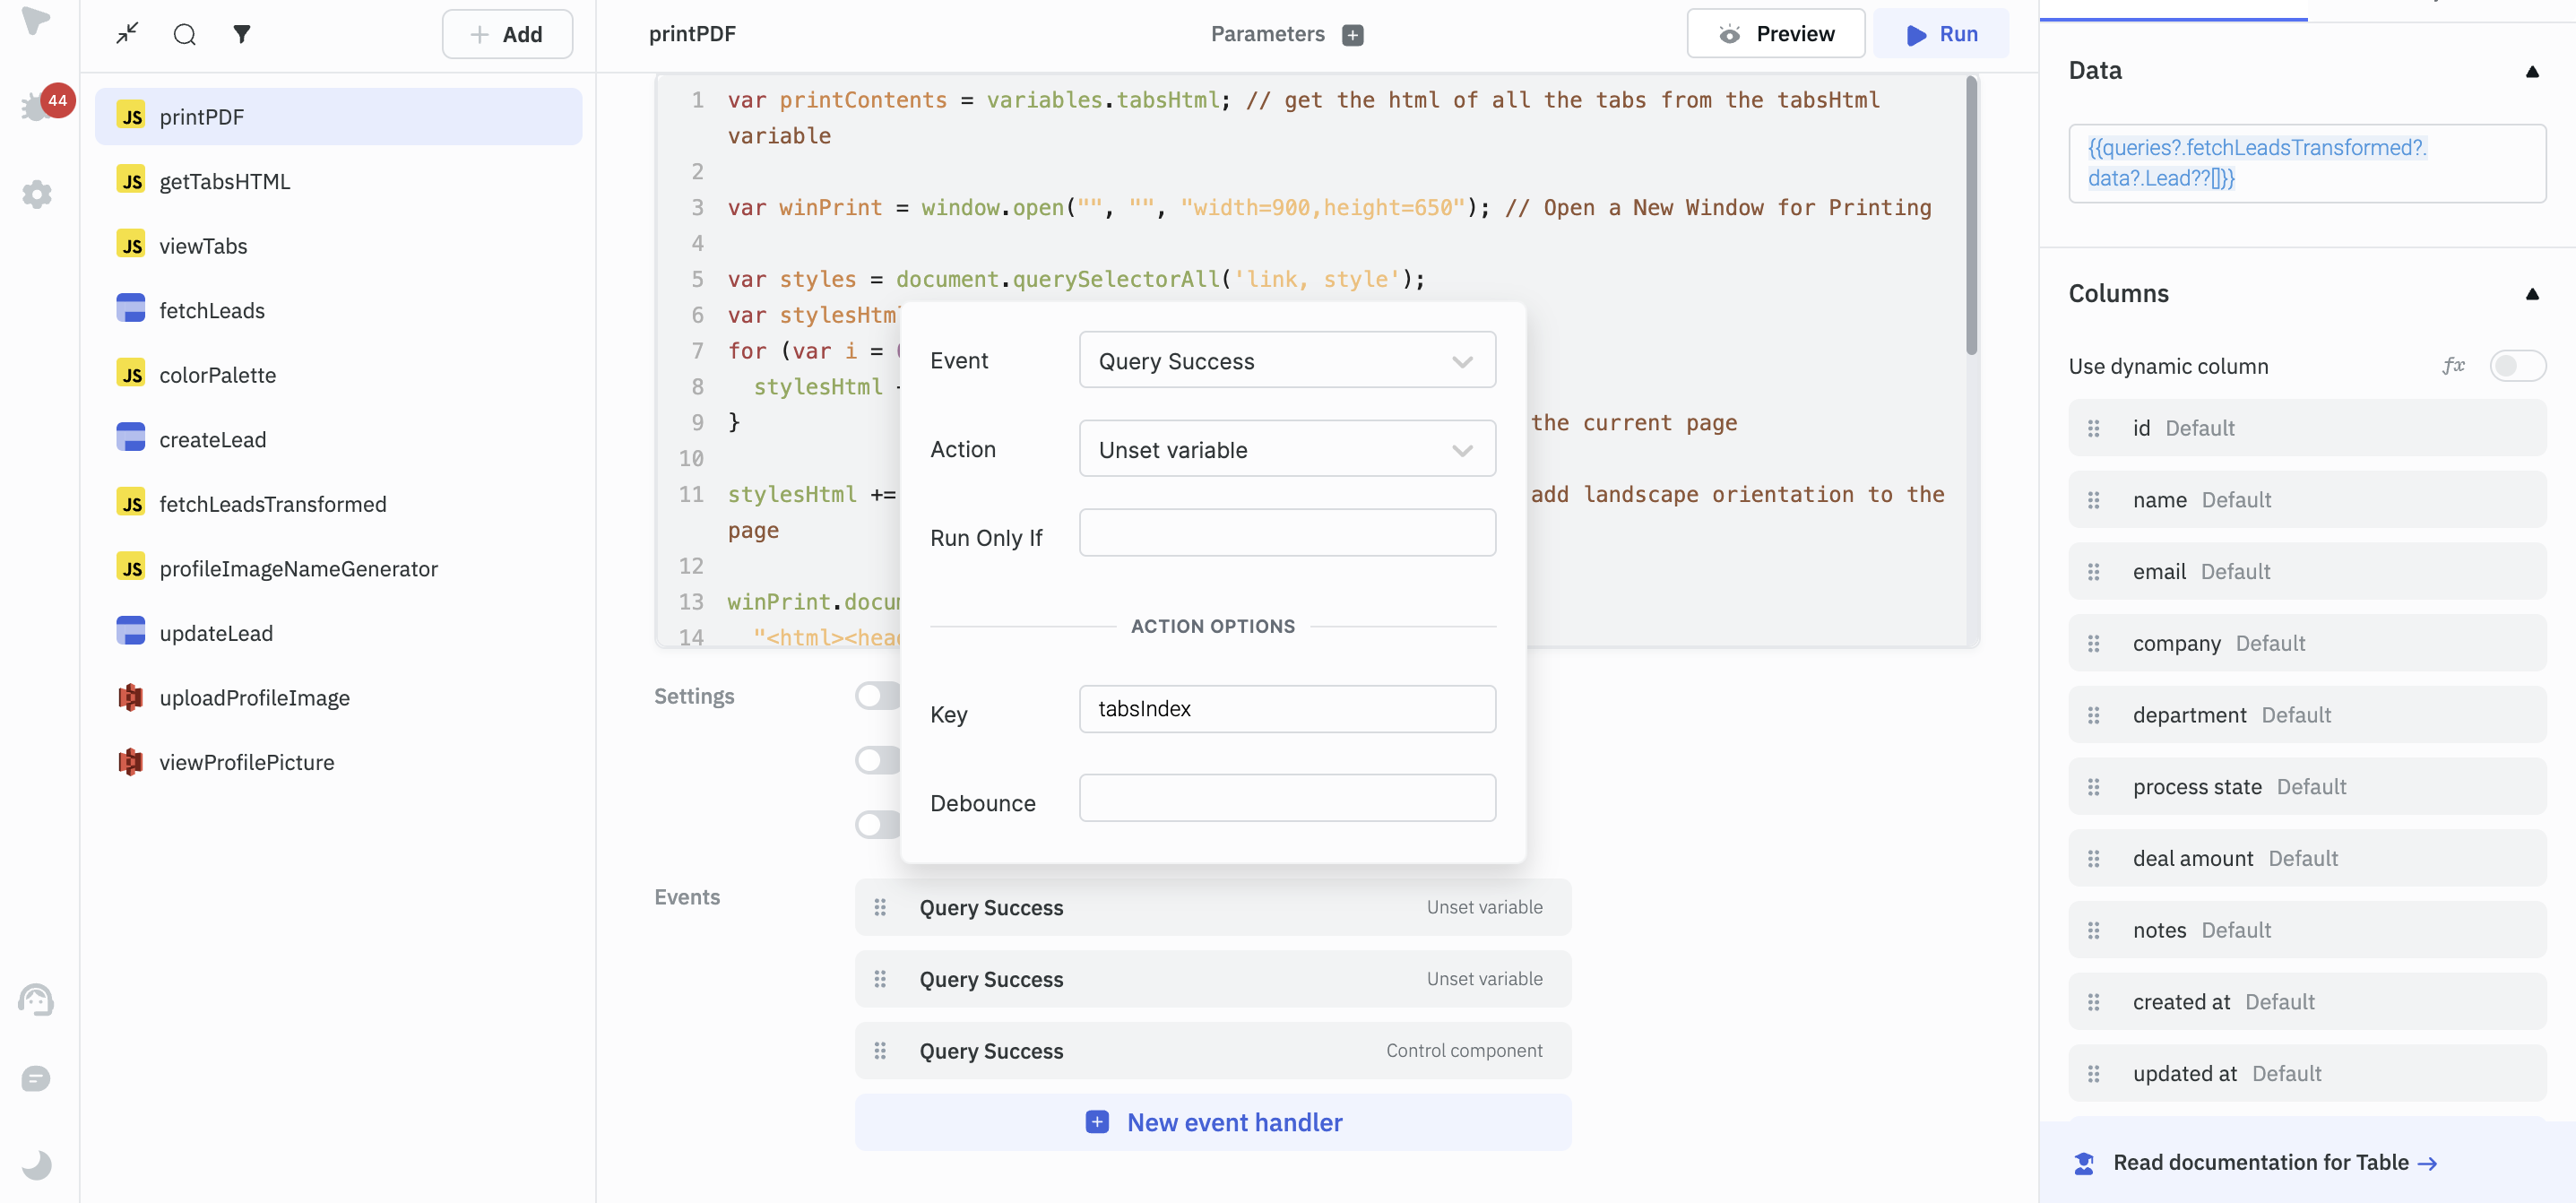 Add
printPDF
Parameters
Preview
Run
44
JS printPDF
JS getTabsHTML
JS viewTabs
fetchLeads
JS colorPalette
createLead
JS fetchLeadsTransformed
JS profileImageNameGenerator
updateLead
uploadProfileImage
viewProfilePicture
1 var printContents = variables.tabsHtml; // get the html of all the tabs from the tabsHtml
variable
2
3 var winPrint = window.open("", "", "width=900,height=650"); // Open a New Window for Printing
4
5 var styles = document.querySelectorAll('link, style');
6 var stylesHtml
7 for (var i =
8 stylesHtml
9 } the current page
10
11 stylesHtml += add landscape orientation to the
page
12
13 winPrint.docum
14 "<html><head
Event
Query Success
Action
Unset variable
Run Only If
ACTION OPTIONS
Key
tabsIndex
Debounce
Settings
Events
Query Success Unset variable
Query Success Unset variable
Query Success Control component
New event handler
Data
{{queries?.fetchLeadsTransformed?.
data?.Lead??[]}}
Columns
Use dynamic column fx
id Default
name Default
email Default
company Default
department Default
process state Default
deal amount Default
notes Default
created at Default
updated at Default
Read documentation for Table →